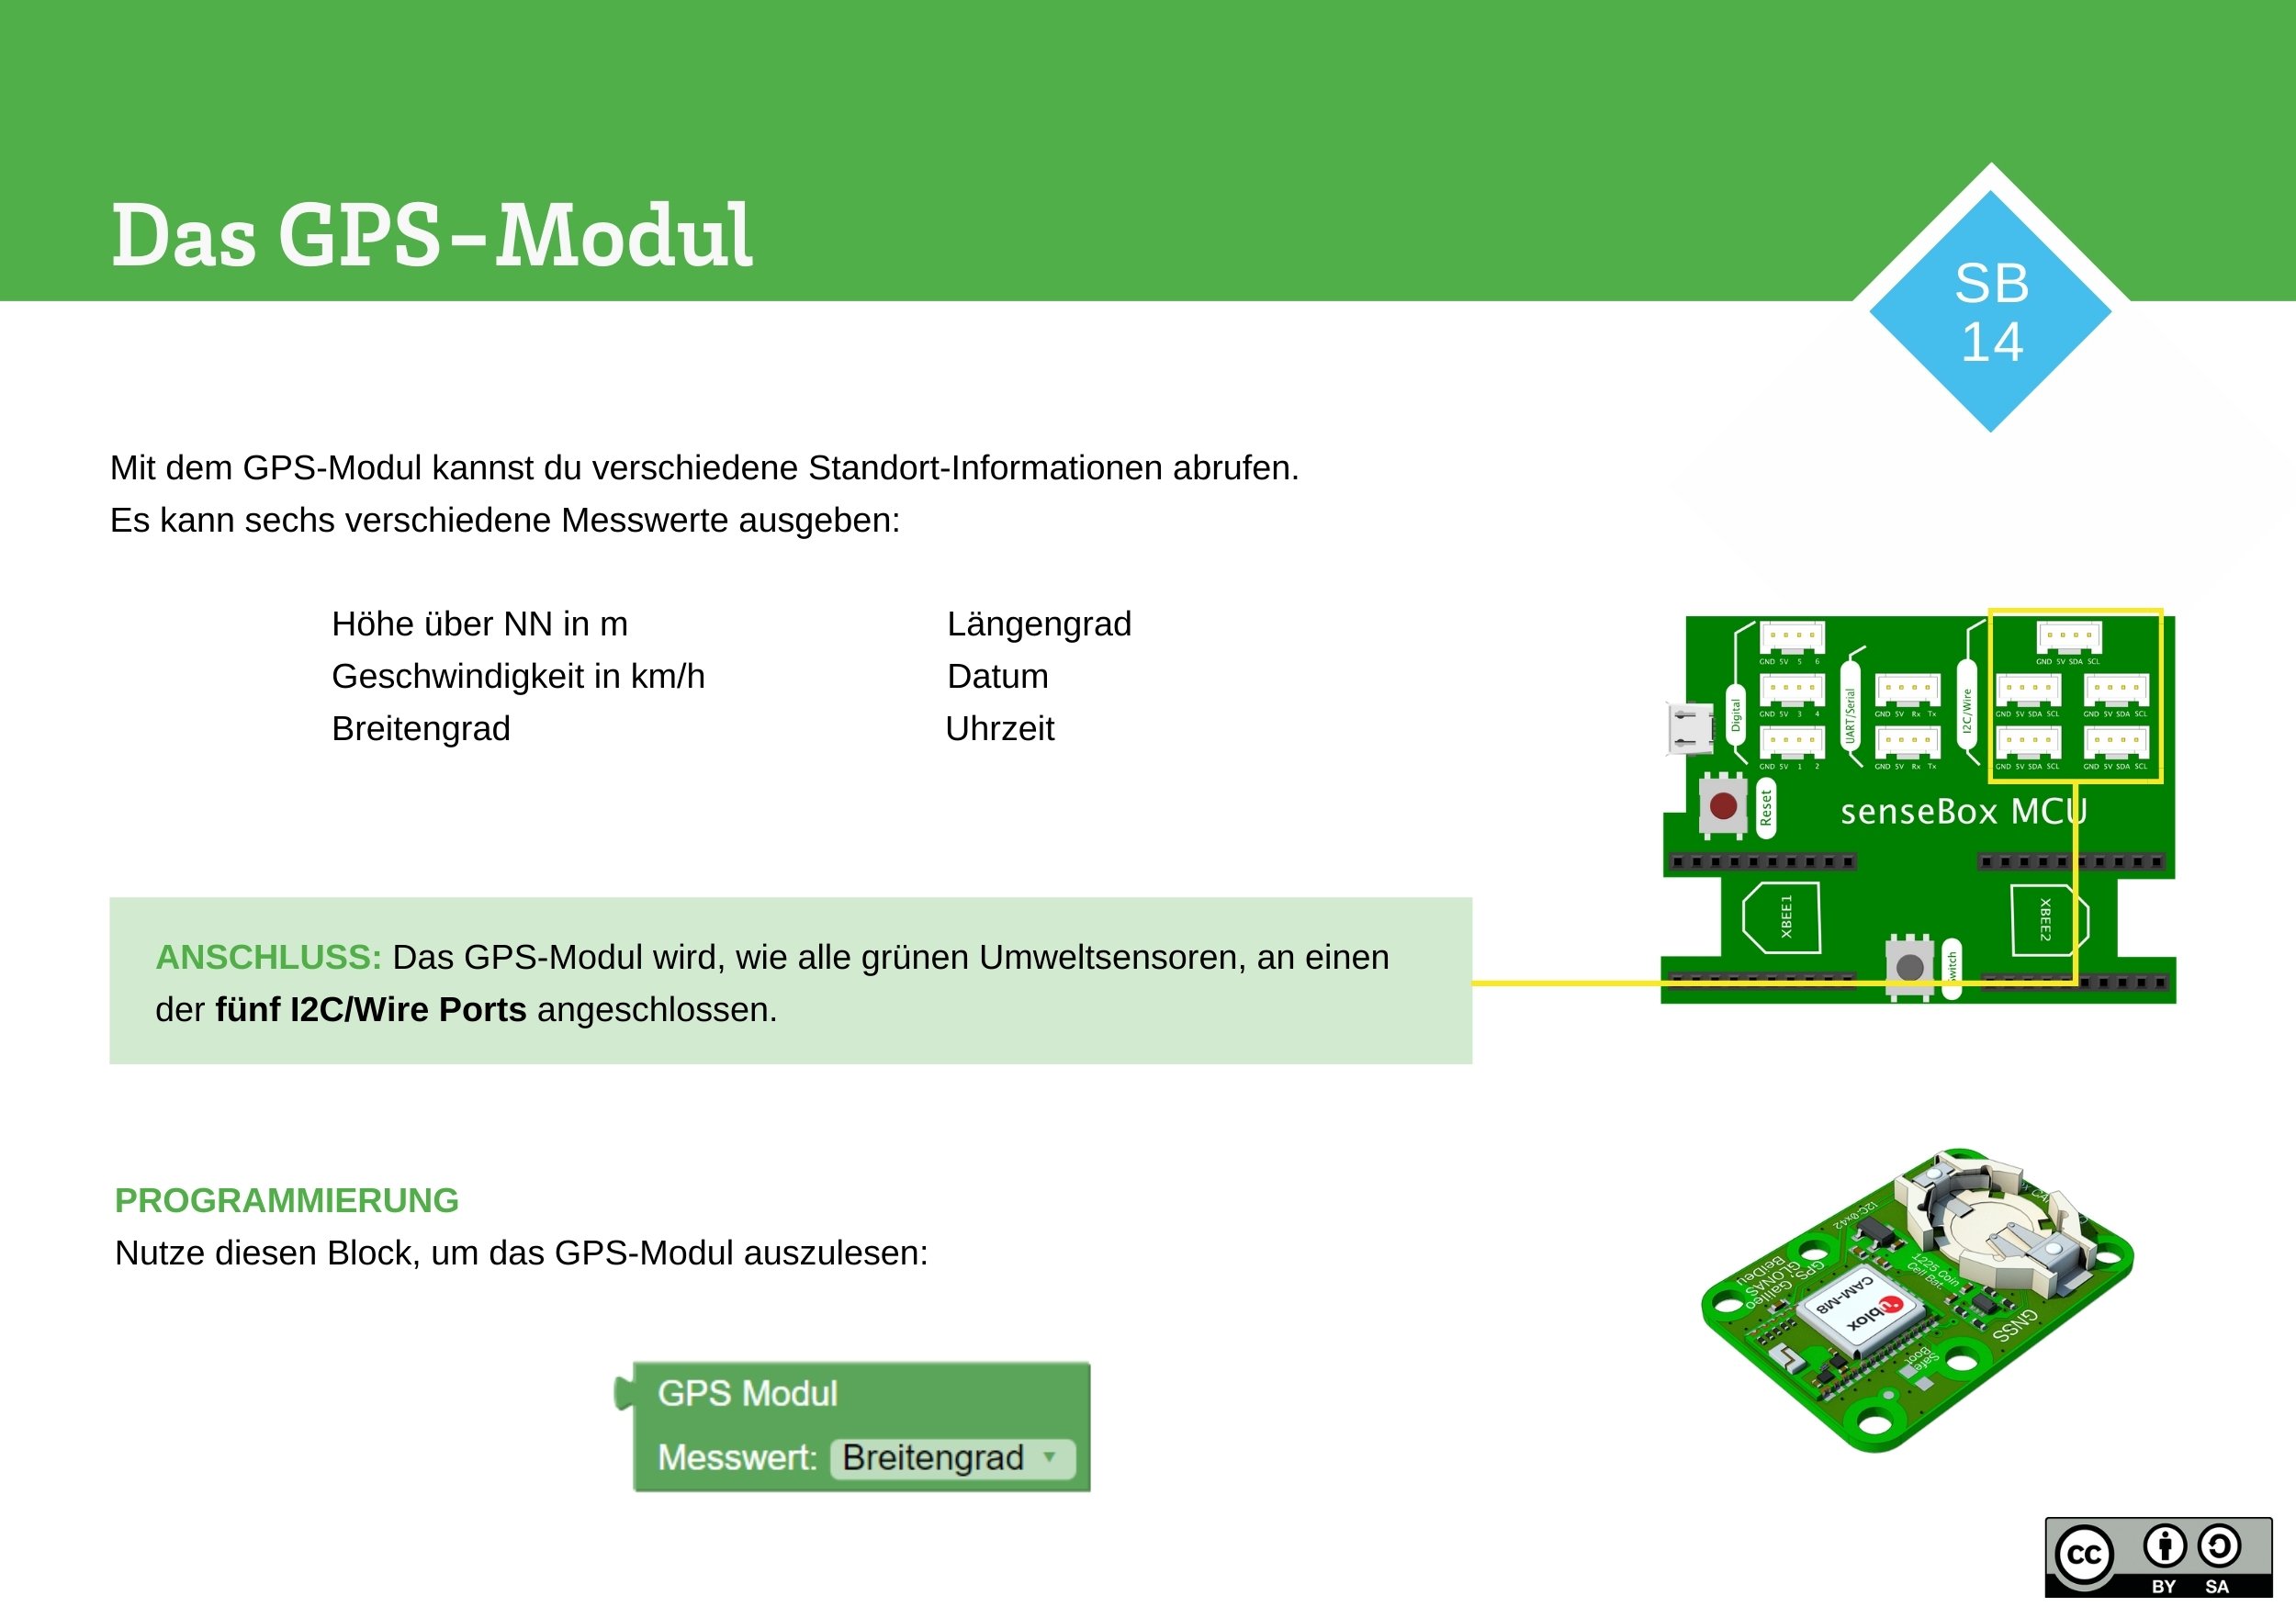 Das GPS-Modul
SB
14
Mit dem GPS-Modul kannst du verschiedene Standort-Informationen abrufen.
Es kann sechs verschiedene Messwerte ausgeben:
Höhe über NN in m
Geschwindigkeit in km/h
Breitengrad
Längengrad
Datum
Uhrzeit
GND 5V 5 6
GND 5V 3 4
GND 5V 1 2
Digital
UART/Serial
GND 5V Rx Tx
GND 5V Rx Tx
I2C/Wire
GND 5V SDA SCL
GND 5V SDA SCL
GND 5V SDA SCL
GND 5V SDA SCL
GND 5V SDA SCL
Reset
senseBox MCU
XBEE1
XBEE2
ANSCHLUSS: Das GPS-Modul wird, wie alle grünen Umweltsensoren, an einen
der fünf I2C/Wire Ports angeschlossen.
PROGRAMMIERUNG
Nutze diesen Block, um das GPS-Modul auszulesen:
GPS Modul
Messwert: Breitengrad
I2C 0x42
GPS, Galileo
GLONAS
BeiDeu
1225 Coin
Cell Bat.
ublox
CAM-M8
GNSS
Safe
Boot
CC
BY SA